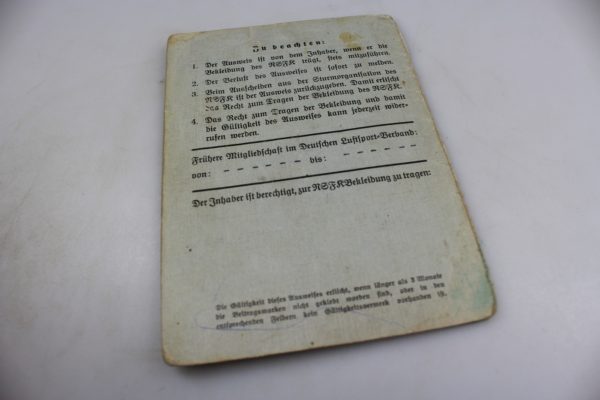 Zu beachten:
1. Der Ausweis ist von dem Inhaber, wenn er die
Bekleidung des NSFK trägt, stets mitzuführen.
2. Der Verlust des Ausweises ist sofort zu melden.
3. Beim Ausscheiden aus der Sturmorganisation des
NSFK ist der Ausweis zurückzugeben. Damit erlischt
das Recht zum Tragen der Bekleidung des NSFK.
4. Das Recht zum Tragen der Bekleidung und damit
die Gültigkeit des Ausweises kann jederzeit wider-
rufen werden.
Frühere Mitgliedschaft im Deutschen Luftsport-Verband:
von: - - - - - - bis: - - - - - -
Der Inhaber ist berechtigt, zur NSFK Bekleidung zu tragen:
Die Gültigkeit dieses Ausweises erlischt, wenn länger als 3 Monate
die Beitragsmarken nicht geklebt worden sind, oder in den
entsprechenden Feldern kein Gültigkeitsvermerk vorhanden ist.